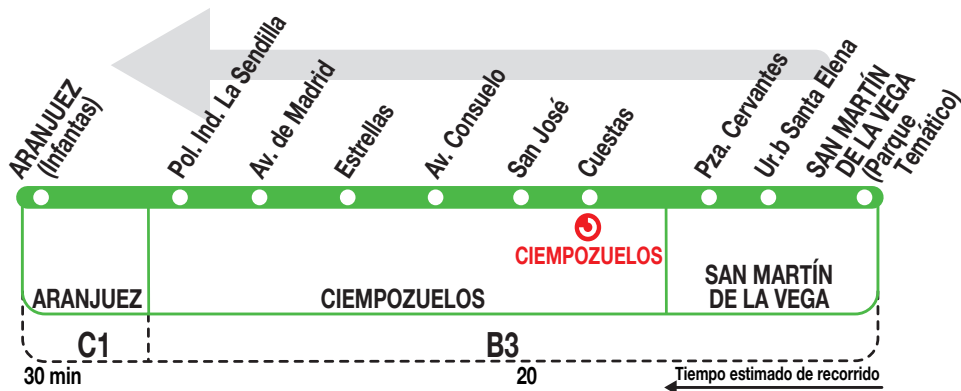 ARANJUEZ
(Infantas)
Pol. Ind. La Sendilla
Av. de Madrid
Estrellas
Av. Consuelo
San José
Cuestas
Pza. Cervantes
Ur.b Santa Elena
SAN MARTÍN
DE LA VEGA
(Parque
Temático)
CIEMPOZUELOS
ARANJUEZ
CIEMPOZUELOS
SAN MARTÍN
DE LA VEGA
C1
B3
30 min
20
Tiempo estimado de recorrido